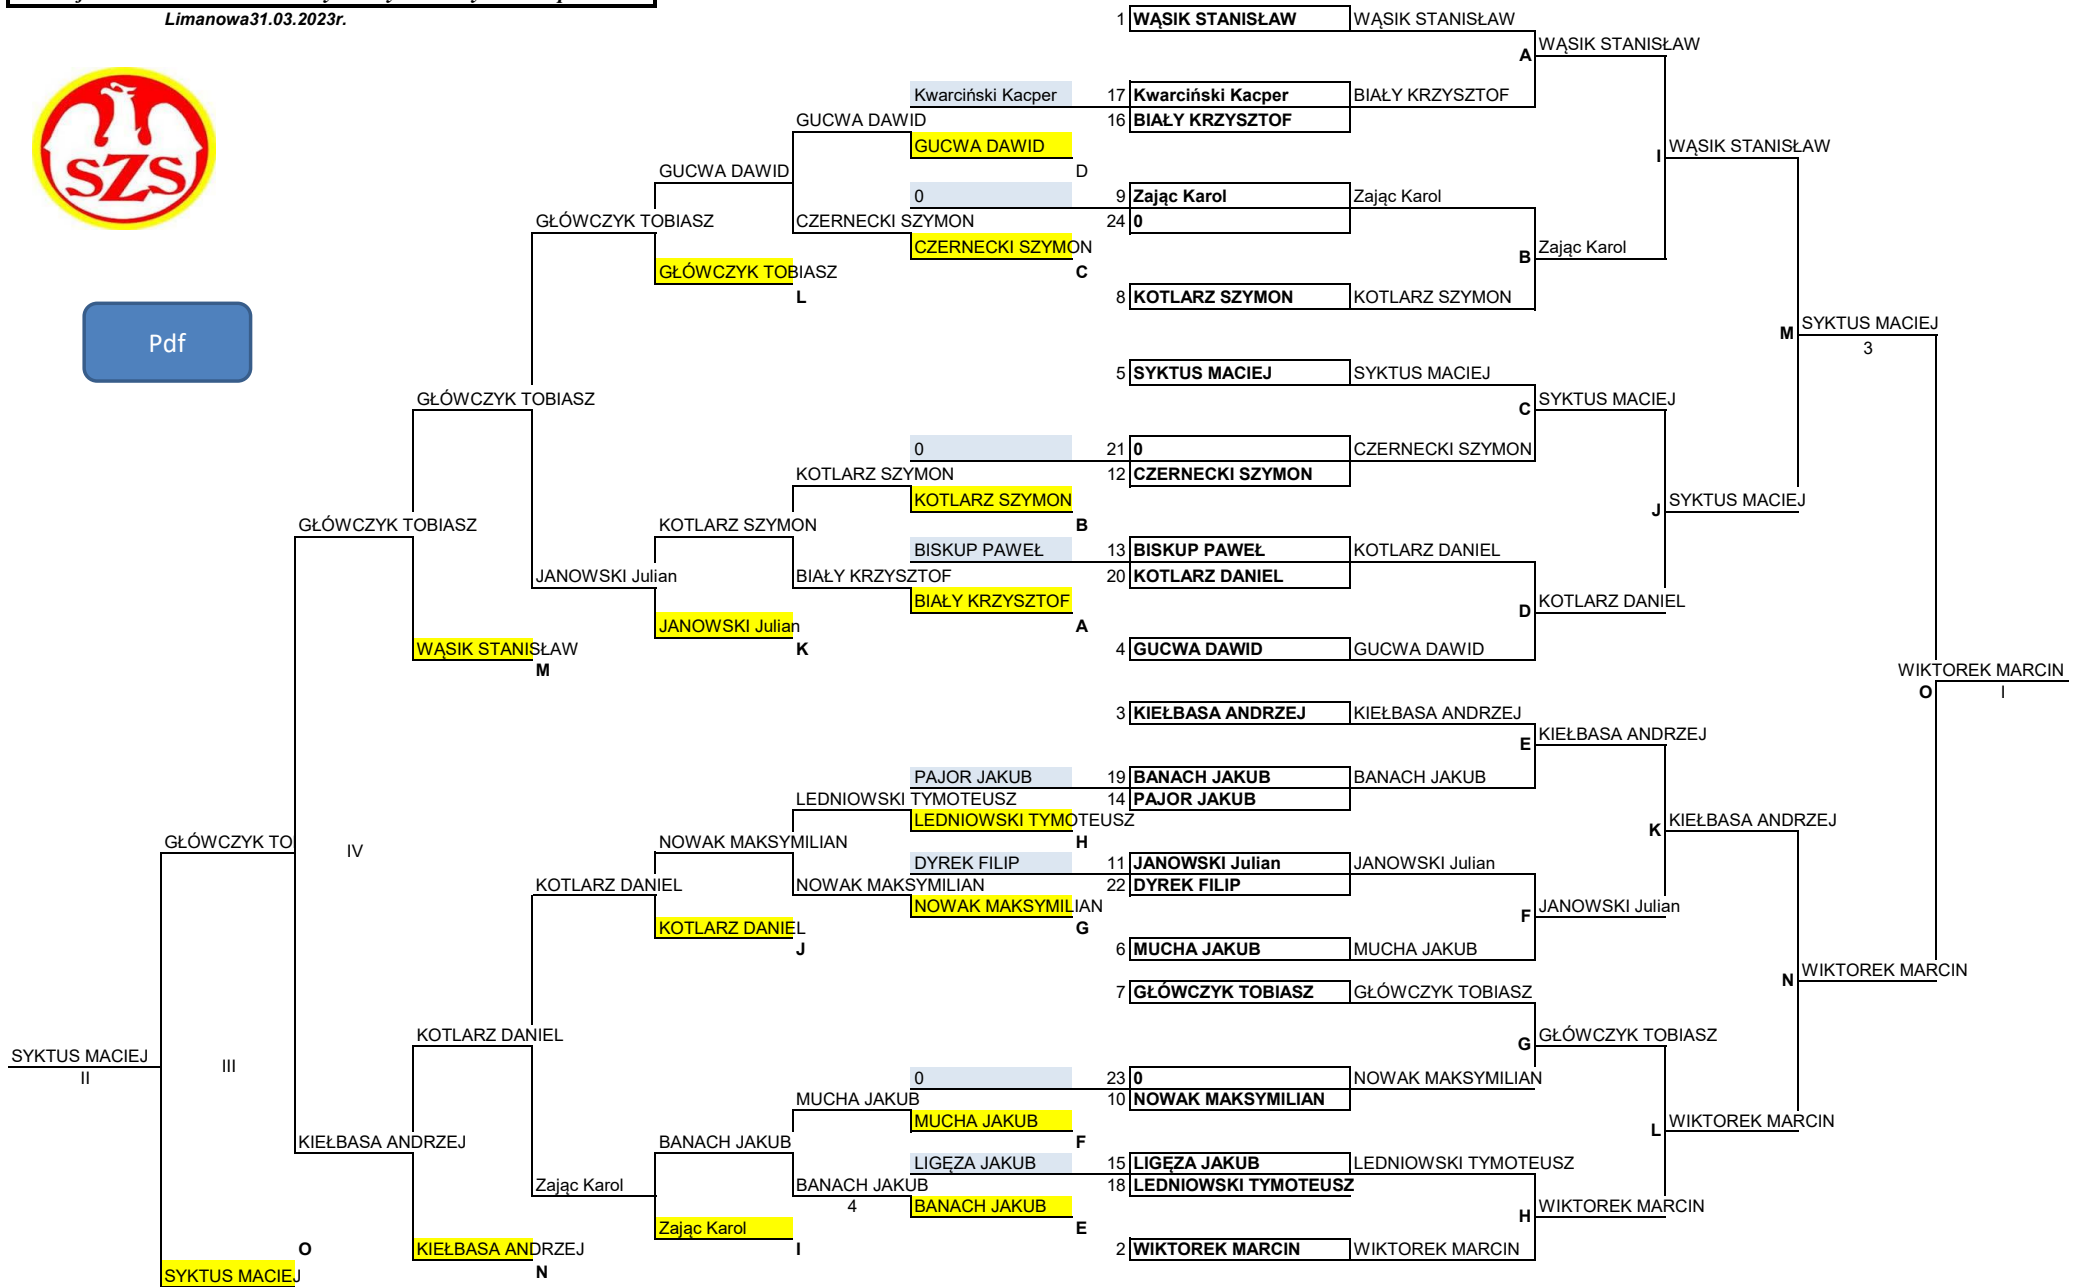 Limanowa31.03.2023r.
1 WĄSIK STANISŁAW WĄSIK STANISŁAW
A WĄSIK STANISŁAW
Kwarciński Kacper 17 Kwarciński Kacper BIAŁY KRZYSZTOF
GUCWA DAWID 16 BIAŁY KRZYSZTOF
SZS
GUCWA DAWID I WĄSIK STANISŁAW
GUCWA DAWID D
0 9 Zając Karol Zając Karol
GŁÓWCZYK TOBIASZ CZERNECKI SZYMON 24 0
CZERNECKI SZYMON B Zając Karol
GŁÓWCZYK TOBIASZ C
L 8 KOTLARZ SZYMON KOTLARZ SZYMON
M SYKTUS MACIEJ
Pdf 3
5 SYKTUS MACIEJ SYKTUS MACIEJ
GŁÓWCZYK TOBIASZ C SYKTUS MACIEJ
0 21 0 CZERNECKI SZYMON
KOTLARZ SZYMON 12 CZERNECKI SZYMON
KOTLARZ SZYMON J SYKTUS MACIEJ
GŁÓWCZYK TOBIASZ KOTLARZ SZYMON B
BISKUP PAWEŁ 13 BISKUP PAWEŁ KOTLARZ DANIEL
JANOWSKI Julian BIAŁY KRZYSZTOF 20 KOTLARZ DANIEL
BIAŁY KRZYSZTOF D KOTLARZ DANIEL
JANOWSKI Julian A
WĄSIK STANISŁAW K 4 GUCWA DAWID GUCWA DAWID
M WIKTOREK MARCIN
O I
3 KIEŁBASA ANDRZEJ KIEŁBASA ANDRZEJ
E KIEŁBASA ANDRZEJ
PAJOR JAKUB 19 BANACH JAKUB BANACH JAKUB
LEDNIOWSKI TYMOTEUSZ 14 PAJOR JAKUB
LEDNIOWSKI TYMOTEUSZ K KIEŁBASA ANDRZEJ
GŁÓWCZYK TO IV NOWAK MAKSYMILIAN H
DYREK FILIP 11 JANOWSKI Julian JANOWSKI Julian
KOTLARZ DANIEL NOWAK MAKSYMILIAN 22 DYREK FILIP
NOWAK MAKSYMILIAN F JANOWSKI Julian
KOTLARZ DANIEL G
J 6 MUCHA JAKUB MUCHA JAKUB
N WIKTOREK MARCIN
7 GŁÓWCZYK TOBIASZ GŁÓWCZYK TOBIASZ
KOTLARZ DANIEL G GŁÓWCZYK TOBIASZ
SYKTUS MACIEJ III
II 0 23 0 NOWAK MAKSYMILIAN
MUCHA JAKUB 10 NOWAK MAKSYMILIAN
MUCHA JAKUB L WIKTOREK MARCIN
KIEŁBASA ANDRZEJ BANACH JAKUB F
LIGĘZA JAKUB 15 LIGĘZA JAKUB LEDNIOWSKI TYMOTEUSZ
Zając Karol BANACH JAKUB 18 LEDNIOWSKI TYMOTEUSZ
4 BANACH JAKUB H WIKTOREK MARCIN
Zając Karol E
O KIEŁBASA ANDRZEJ I 2 WIKTOREK MARCIN WIKTOREK MARCIN
SYKTUS MACIEJ N